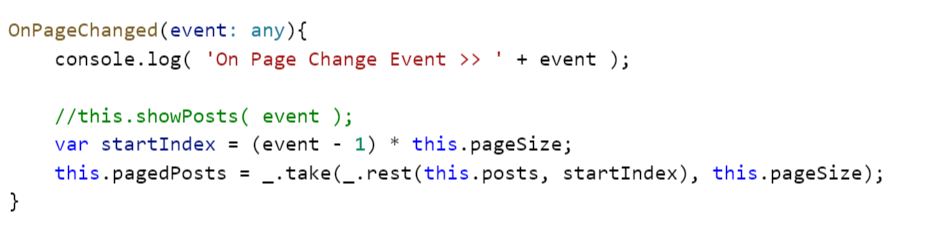 OnPageChanged(event: any){
    console.log( 'On Page Change Event >> ' + event );
    //this.showPosts( event );
    var startIndex = (event - 1) * this.pageSize;
    this.pagedPosts = _.take(_.rest(this.posts, startIndex), this.pageSize);
}